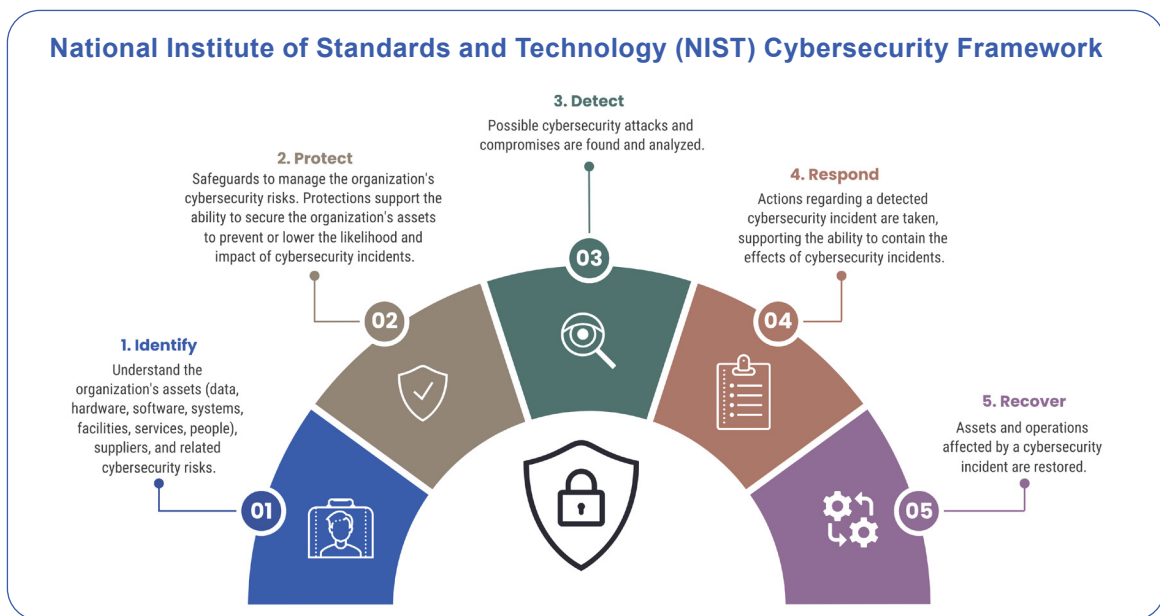 National Institute of Standards and Technology (NIST) Cybersecurity Framework
1. Identify
Understand the
organization's assets (data,
hardware, software, systems,
facilities, services, people),
suppliers, and related
cybersecurity risks.
01
2. Protect
Safeguards to manage the organization's
cybersecurity risks. Protections support the
ability to secure the organization's assets
to prevent or lower the likelihood and
impact of cybersecurity incidents.
02
3. Detect
Possible cybersecurity attacks and
compromises are found and analyzed.
03
4. Respond
Actions regarding a detected
cybersecurity incident are taken,
supporting the ability to contain the
effects of cybersecurity incidents.
04
5. Recover
Assets and operations
affected by a cybersecurity
incident are restored.
05